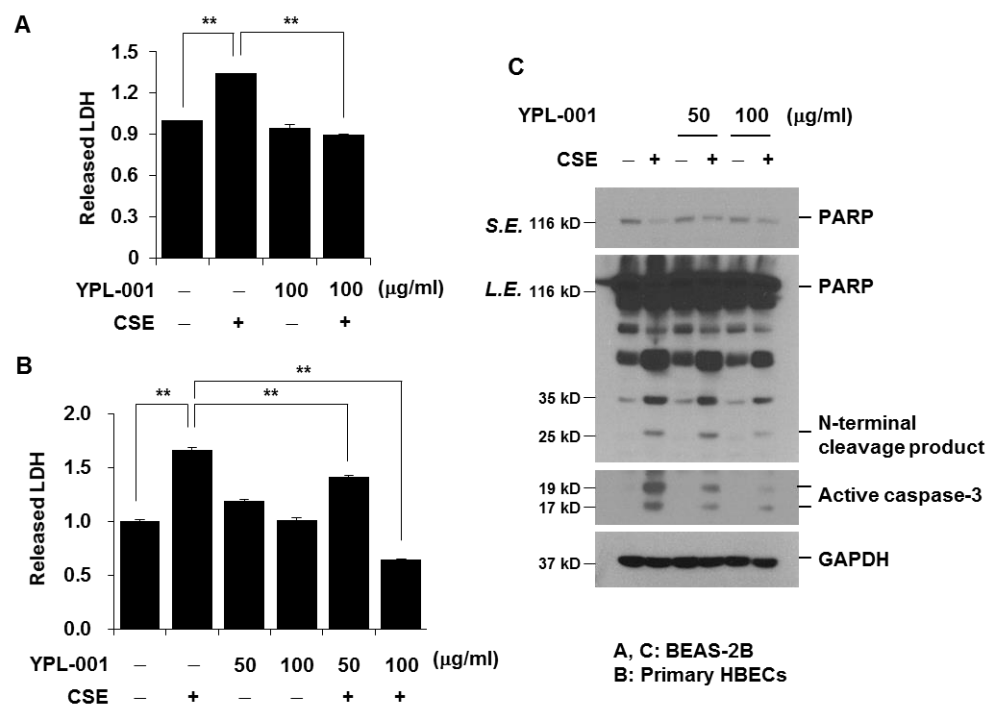 A
**
**
1.5
1.2
0.9
0.6
0.3
0
Released LDH
YPL-001 – – 100 100 (μg/ml)
CSE – + – +
B
**
**
**
2.0
1.5
1.0
0.5
0.0
Released LDH
YPL-001 – – 50 100 50 100 (μg/ml)
CSE – + – – + +
C
YPL-001 50 100 (μg/ml)
CSE – + – + – +
S.E. 116 kD PARP
L.E. 116 kD PARP
35 kD
25 kD
N-terminal
cleavage product
19 kD
17 kD
Active caspase-3
37 kD GAPDH
A, C: BEAS-2B
B: Primary HBECs